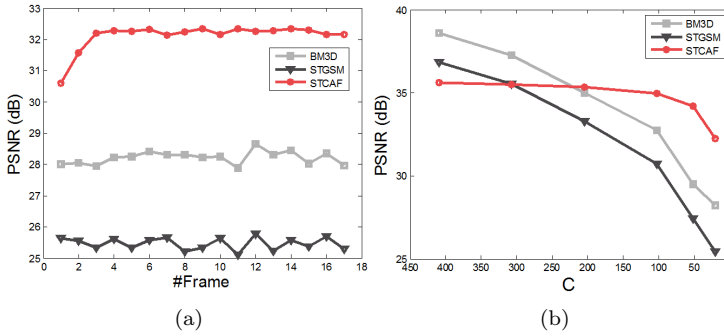 PSNR (dB)
33
32
31
30
29
28
27
26
25
0 2 4 6 8 10 12 14 16 18
#Frame
BM3D
STGSM
STCAF
(a)
PSNR (dB)
40
35
30
25
450 400 350 300 250 200 150 100 50 0
C
BM3D
STGSM
STCAF
(b)